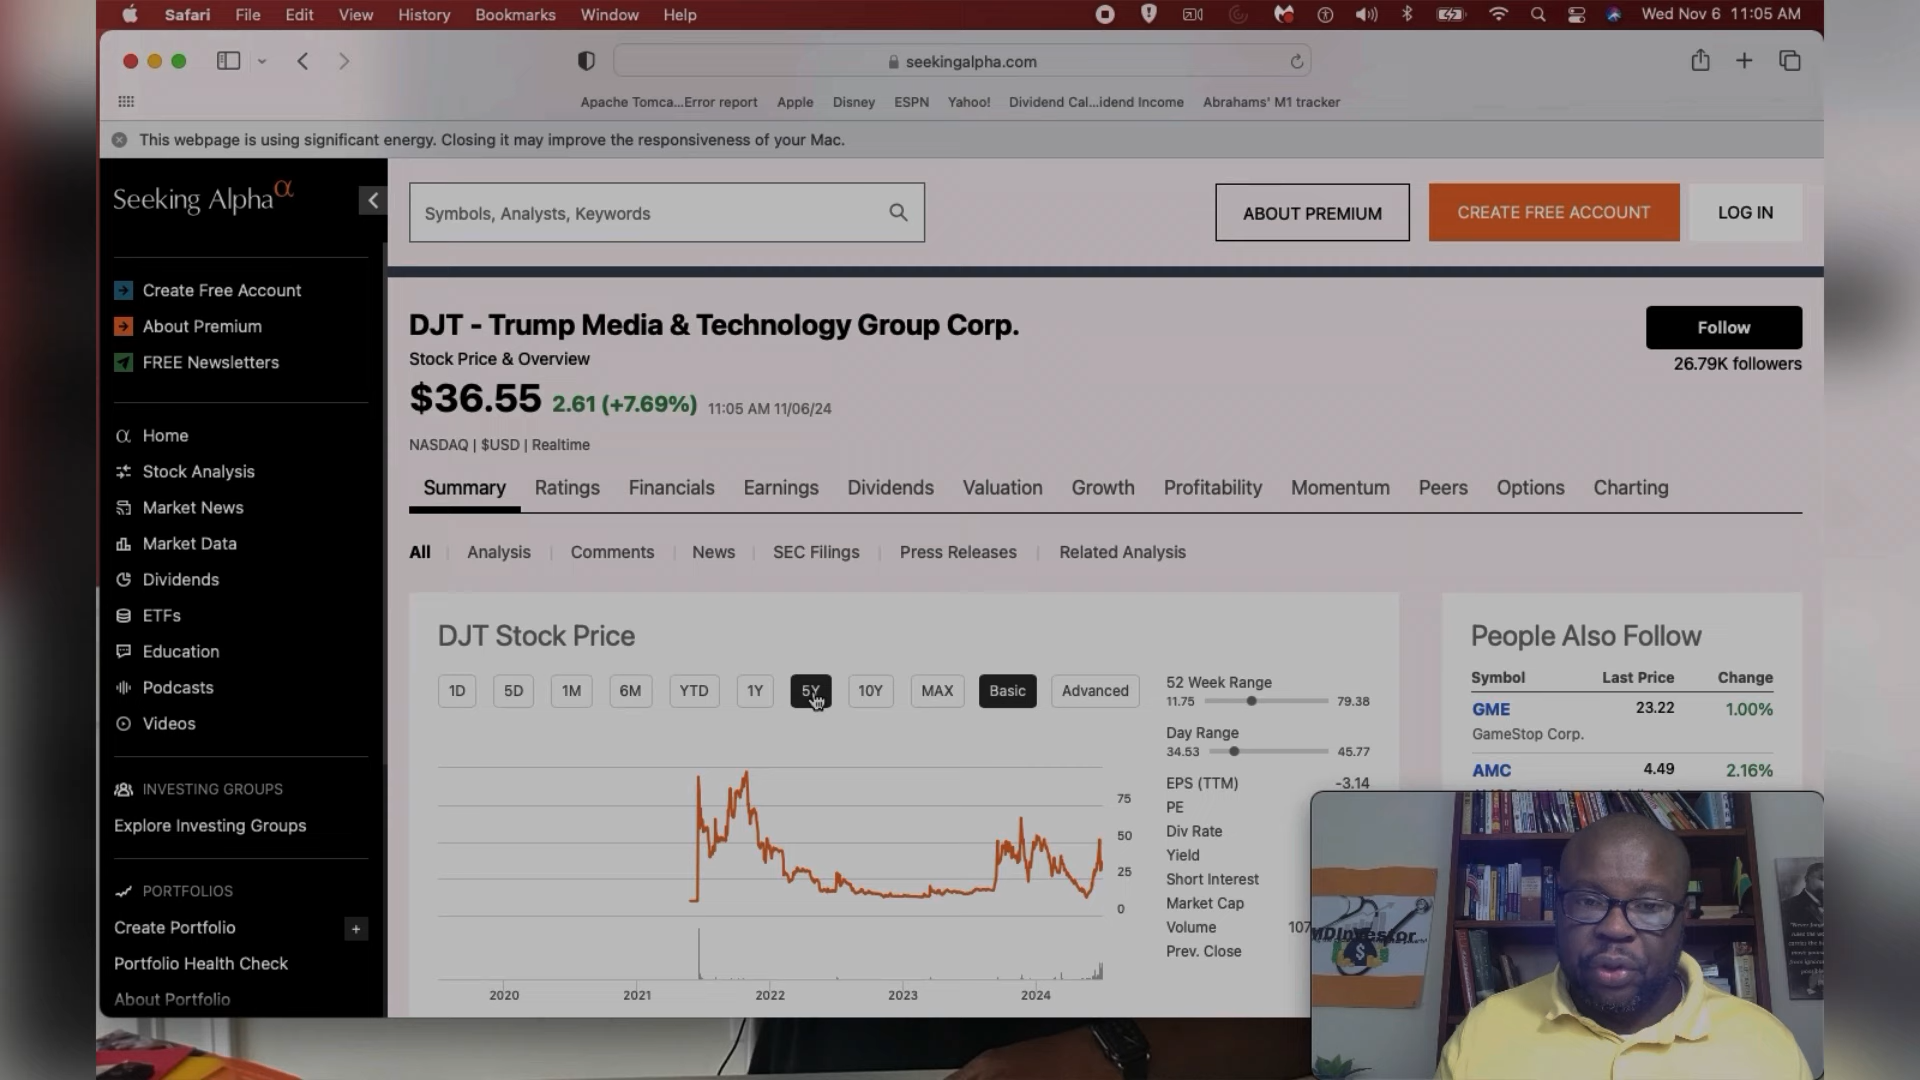 Safari File Edit View History Bookmarks Window Help Wed Nov 6 11:05 AM
seekingalpha.com
Apache Tomca...Error report Apple Disney ESPN Yahoo! Dividend Cal...idend Income Abrahams' M1 tracker
This webpage is using significant energy. Closing it may improve the responsiveness of your Mac.
Seeking Alpha α
Symbols, Analysts, Keywords
ABOUT PREMIUM
CREATE FREE ACCOUNT
LOG IN
Create Free Account
About Premium
FREE Newsletters
Home
Stock Analysis
Market News
Market Data
Dividends
ETFs
Education
Podcasts
Videos
INVESTING GROUPS
Explore Investing Groups
PORTFOLIOS
Create Portfolio +
Portfolio Health Check
About Portfolio
DJT - Trump Media & Technology Group Corp.
Follow
Stock Price & Overview
26.79K followers
$36.55 2.61 (+7.69%) 11:05 AM 11/06/24
NASDAQ | $USD | Realtime
Summary Ratings Financials Earnings Dividends Valuation Growth Profitability Momentum Peers Options Charting
All Analysis Comments News SEC Filings Press Releases Related Analysis
DJT Stock Price
1D 5D 1M 6M YTD 1Y 5Y 10Y MAX Basic Advanced
75
50
25
0
2020 2021 2022 2023 2024
52 Week Range
11.75 79.38
Day Range
34.53 45.77
EPS (TTM) -3.14
PE
Div Rate
Yield
Short Interest
Market Cap
Volume 107
Prev. Close
People Also Follow
Symbol Last Price Change
GME 23.22 1.00%
GameStop Corp.
AMC 4.49 2.16%
MDInvestor